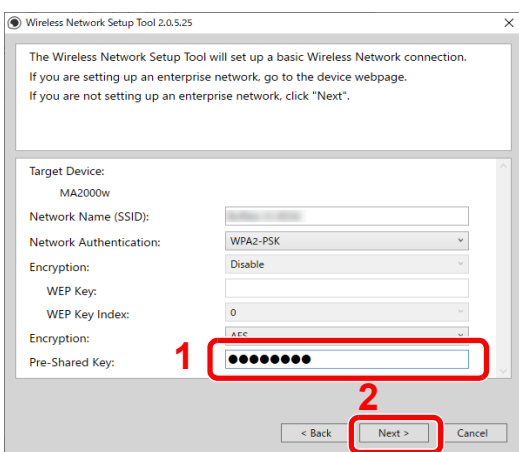 Wireless Network Setup Tool 2.0.5.25
The Wireless Network Setup Tool will set up a basic Wireless Network connection.
If you are setting up an enterprise network, go to the device webpage.
If you are not setting up an enterprise network, click "Next".
Target Device:
MA2000w
Network Name (SSID):
Network Authentication: WPA2-PSK
Encryption: Disable
WEP Key:
WEP Key Index: 0
Encryption: AES
Pre-Shared Key: ●●●●●●●●
1
2
< Back Next > Cancel